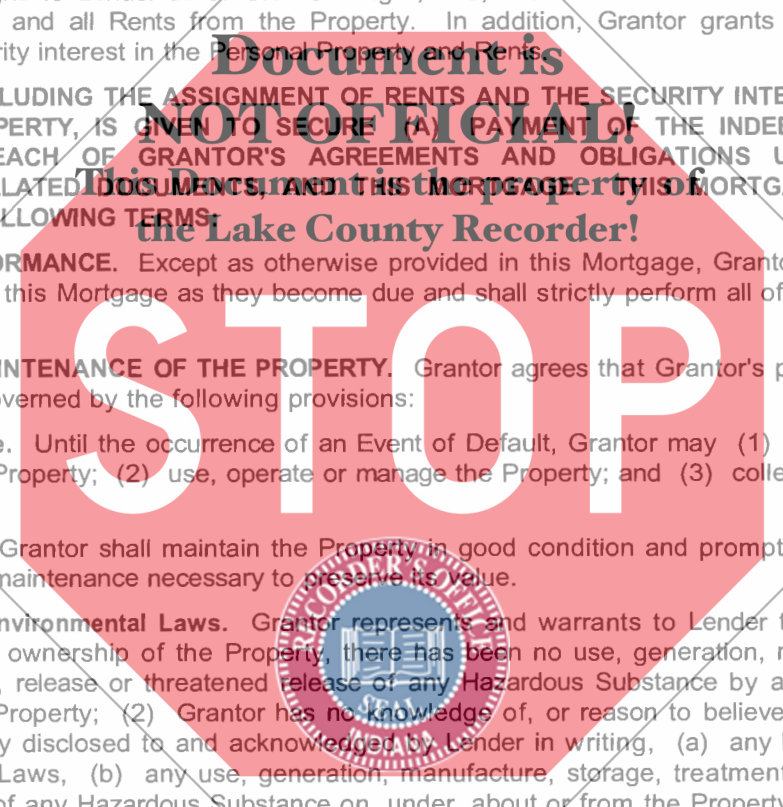 and all Rents from the Property. In addition, Grantor grants
rity interest in the Personal Property and Rents.
Document is
LUDING THE ASSIGNMENT OF RENTS AND THE SECURITY INTE
NOT OFFICIAL!
PERTY, IS GIVEN TO SECURE (A) PAYMENT OF THE INDEB
EACH OF GRANTOR'S AGREEMENTS AND OBLIGATIONS U
LATED DOCUMENTS, AND THIS MORTGAGE. THIS MORTGA
This Document is the property of
LLOWING TERMS:
the Lake County Recorder!
ORMANCE. Except as otherwise provided in this Mortgage, Granto
this Mortgage as they become due and shall strictly perform all of
STOP
INTENANCE OF THE PROPERTY. Grantor agrees that Grantor's p
overned by the following provisions:
e. Until the occurrence of an Event of Default, Grantor may (1)
Property; (2) use, operate or manage the Property; and (3) colle
Grantor shall maintain the Property in good condition and prompt
maintenance necessary to preserve its value.
RECORDER'S OFFICE
nvironmental Laws. Grantor represents and warrants to Lender t
ownership of the Property, there has been no use, generation, m
, release or threatened release of any Hazardous Substance by a
SEAL
Property; (2) Grantor has no knowledge of, or reason to believe
INDIANA
y disclosed to and acknowledged by Lender in writing, (a) any
Laws, (b) any use, generation, manufacture, storage, treatment
of any Hazardous Substance on, under, about or from the Property